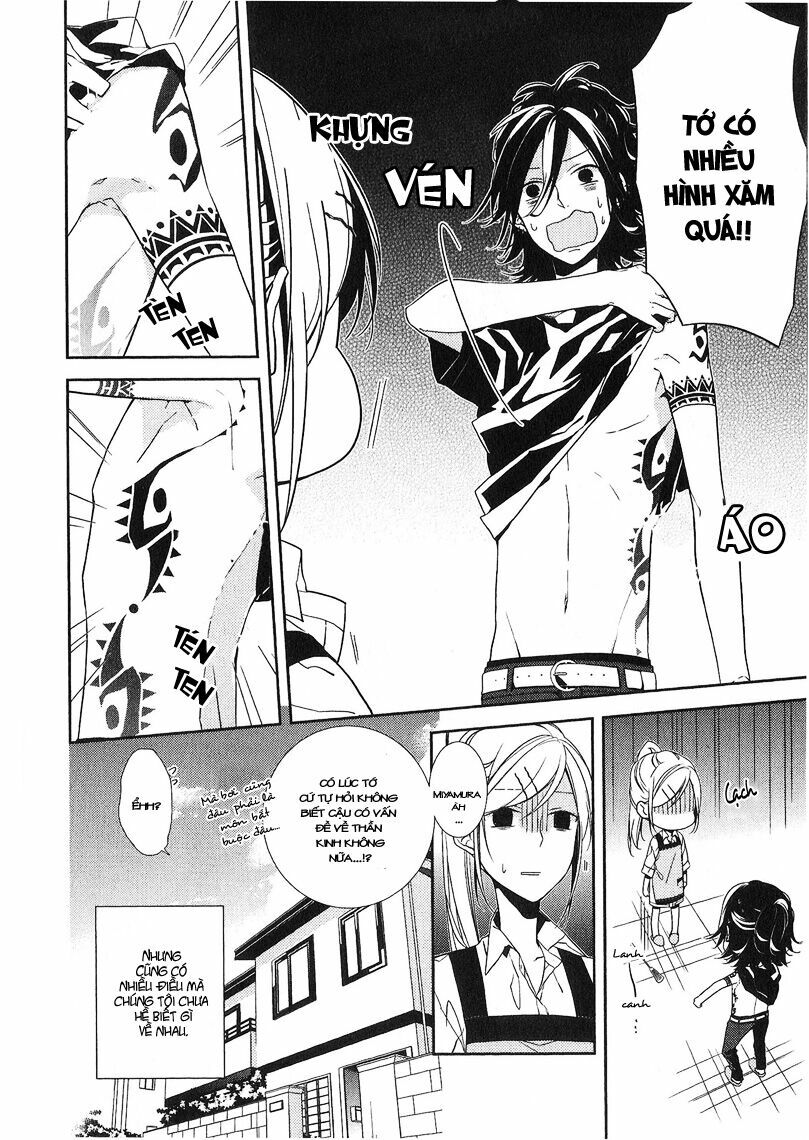 TỚ CÓ
NHIỀU
HÌNH XĂM
QUÁ!!
VÉN
ÁO
KHỰNG
TÈN
TEN
TÉN
TEN
Cạch
Lanh
canh
MIYAMURA
ÀH
...
CÓ LÚC TỚ
CỨ TỰ HỎI KHÔNG
BIẾT CẬU CÓ VẤN
ĐỀ VỀ THẦN
KINH KHÔNG
NỮA...!?
Mà bơi cũng
đâu phải là
môn bắt
buộc đâu...
ỂHH?
NHƯNG
CŨNG CÓ
NHIỀU ĐIỀU MÀ
CHÚNG TÔI CHƯA
HỀ BIẾT GÌ
VỀ NHAU.